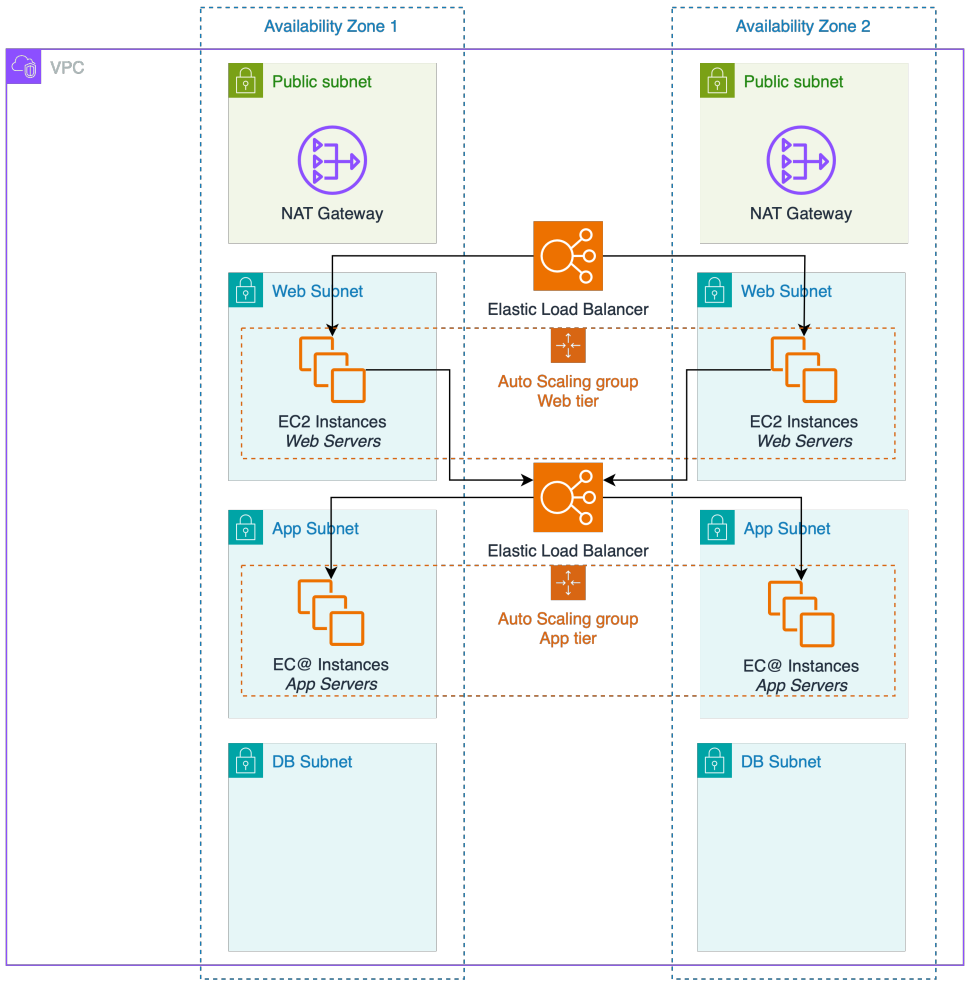 Availability Zone 1
Availability Zone 2
VPC
Public subnet
Public subnet
NAT Gateway
NAT Gateway
Elastic Load Balancer
Web Subnet
Web Subnet
Auto Scaling group
Web tier
EC2 Instances
Web Servers
EC2 Instances
Web Servers
Elastic Load Balancer
App Subnet
App Subnet
Auto Scaling group
App tier
EC@ Instances
App Servers
EC@ Instances
App Servers
DB Subnet
DB Subnet